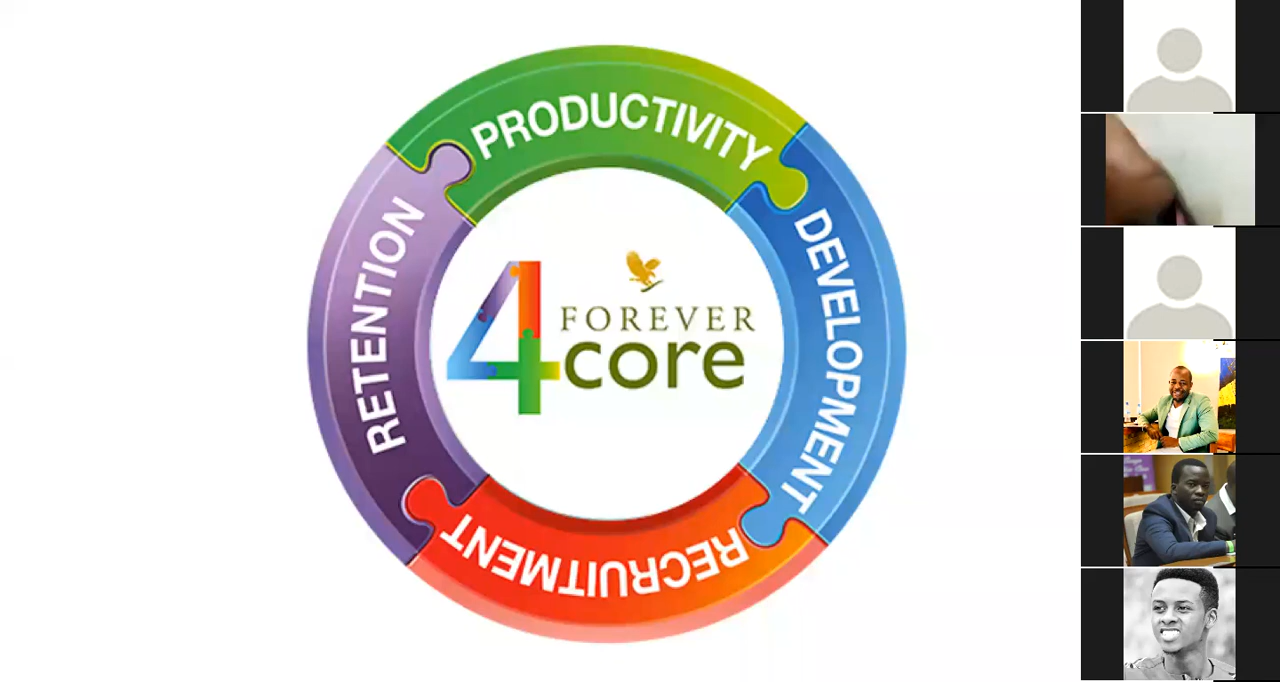 PRODUCTIVITY
DEVELOPMENT
RECRUITMENT
RETENTION
4
FOREVER
core